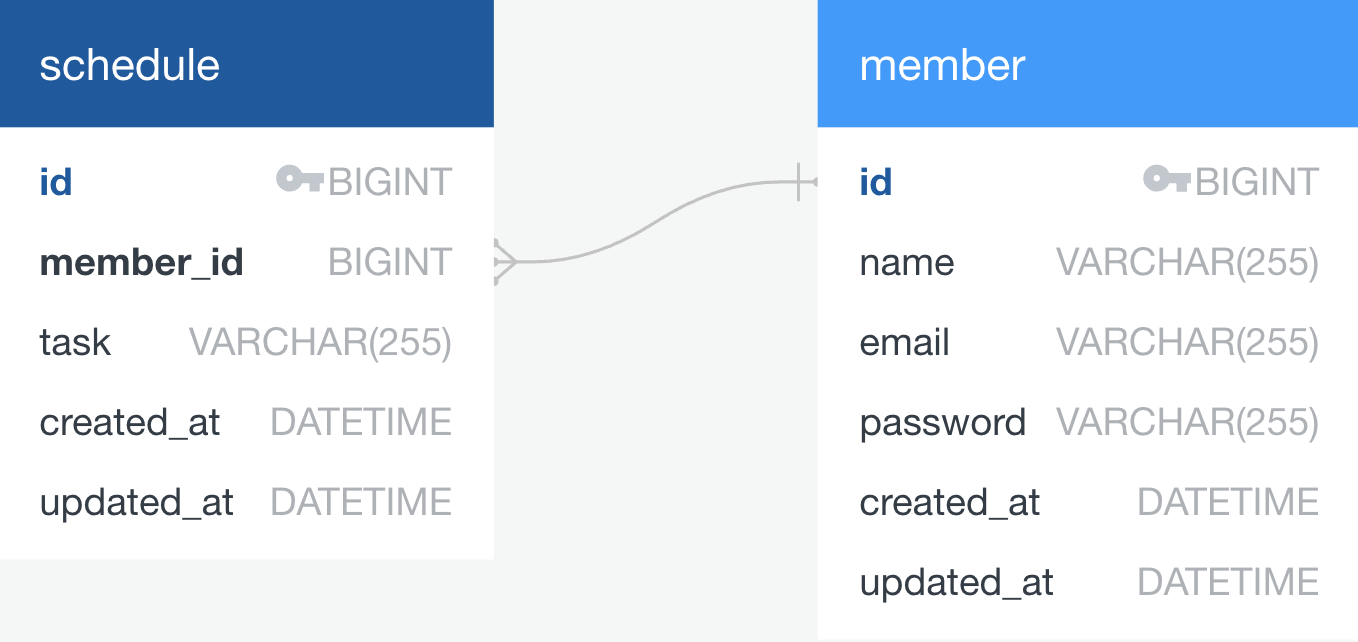 schedule
id BIGINT
member_id BIGINT
task VARCHAR(255)
created_at DATETIME
updated_at DATETIME
member
id BIGINT
name VARCHAR(255)
email VARCHAR(255)
password VARCHAR(255)
created_at DATETIME
updated_at DATETIME